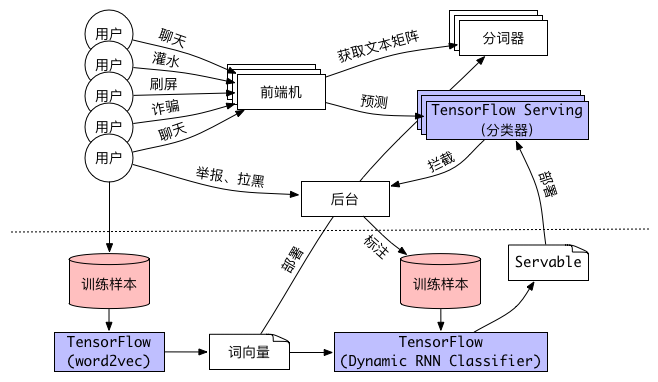 用户
用户
用户
用户
用户
聊天
灌水
刷屏
诈骗
聊天
前端机
获取文本矩阵
预测
分词器
TensorFlow Serving
(分类器)
举报、拉黑
拦截
后台
部署
标注
部署
训练样本
训练样本
Servable
TensorFlow
(word2vec)
词向量
TensorFlow
(Dynamic RNN Classifier)